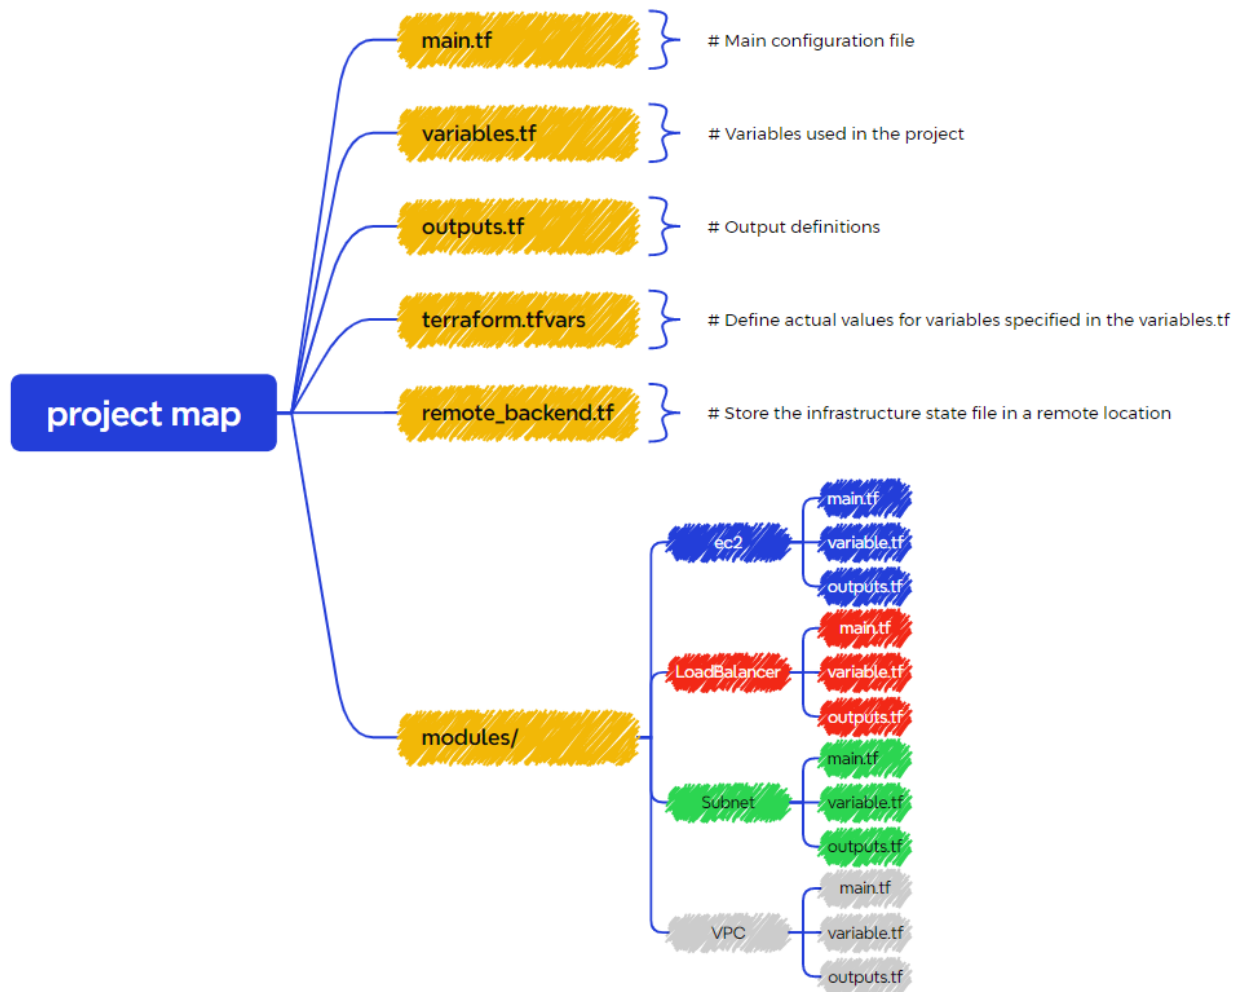 main.tf
# Main configuration file
variables.tf
# Variables used in the project
outputs.tf
# Output definitions
terraform.tfvars
# Define actual values for variables specified in the variables.tf
project map
remote_backend.tf
# Store the infrastructure state file in a remote location
modules/
ec2
main.tf
variable.tf
outputs.tf
LoadBalancer
main.tf
variable.tf
outputs.tf
Subnet
main.tf
variable.tf
outputs.tf
VPC
main.tf
variable.tf
outputs.tf